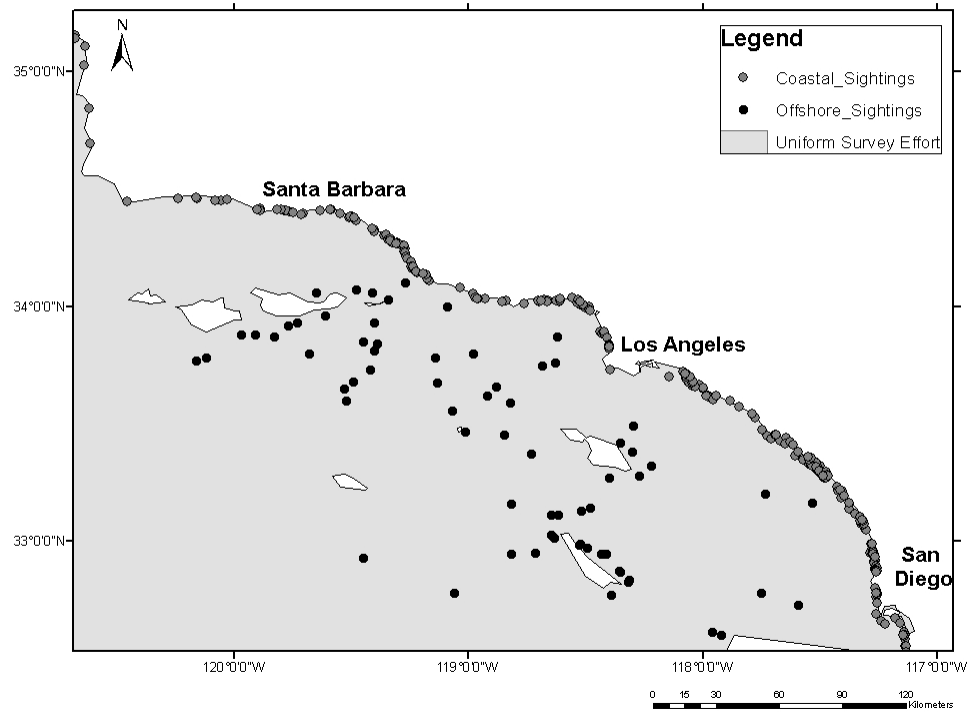 N
Legend
Coastal_Sightings
Offshore_Sightings
Uniform Survey Effort
35°0'0"N
Santa Barbara
34°0'0"N
Los Angeles
33°0'0"N
San
Diego
120°0'0"W
119°0'0"W
118°0'0"W
117°0'0"W
0 15 30 60 90 120
Kilometers